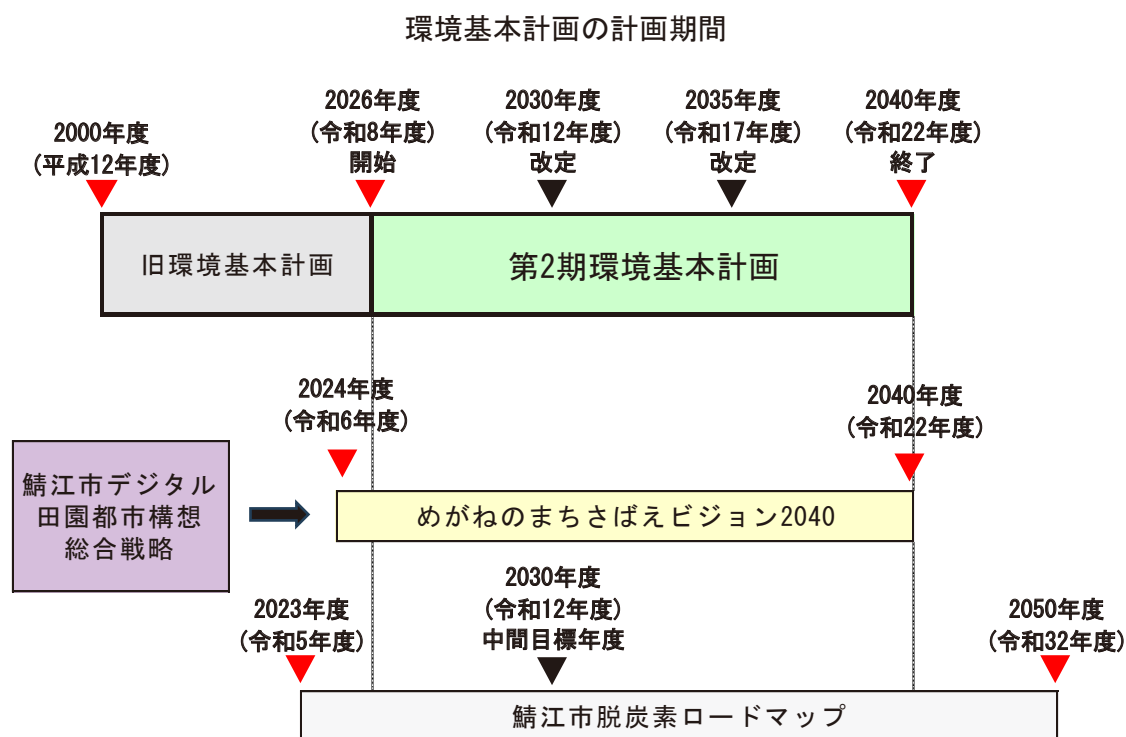 環境基本計画の計画期間
2000年度
(平成12年度)
2026年度
(令和8年度)
開始
2030年度
(令和12年度)
改定
2035年度
(令和17年度)
改定
2040年度
(令和22年度)
終了
旧環境基本計画
第2期環境基本計画
2024年度
(令和6年度)
2040年度
(令和22年度)
鯖江市デジタル
田園都市構想
総合戦略
めがねのまちさばえビジョン2040
2023年度
(令和5年度)
2030年度
(令和12年度)
中間目標年度
2050年度
(令和32年度)
鯖江市脱炭素ロードマップ